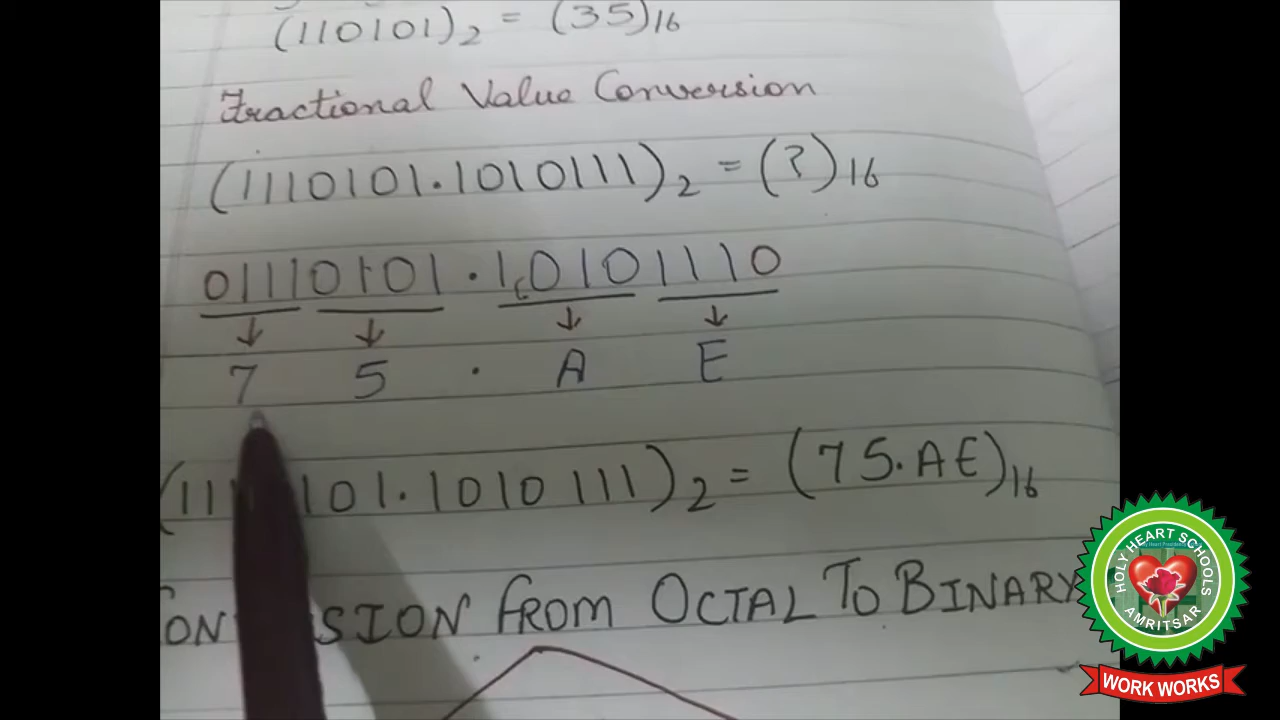 (110101)2 = (35)16
Fractional Value Conversion
(1110101.1010111)2 = (?)16
01110101.10101110
↓ ↓ ↓ ↓
7 5 . A E
101.1010111)2 = (75.AE)16
SION FROM OCTAL TO BINARY
HOLY HEART SCHOOLS
AMRITSAR
WORK WORKS